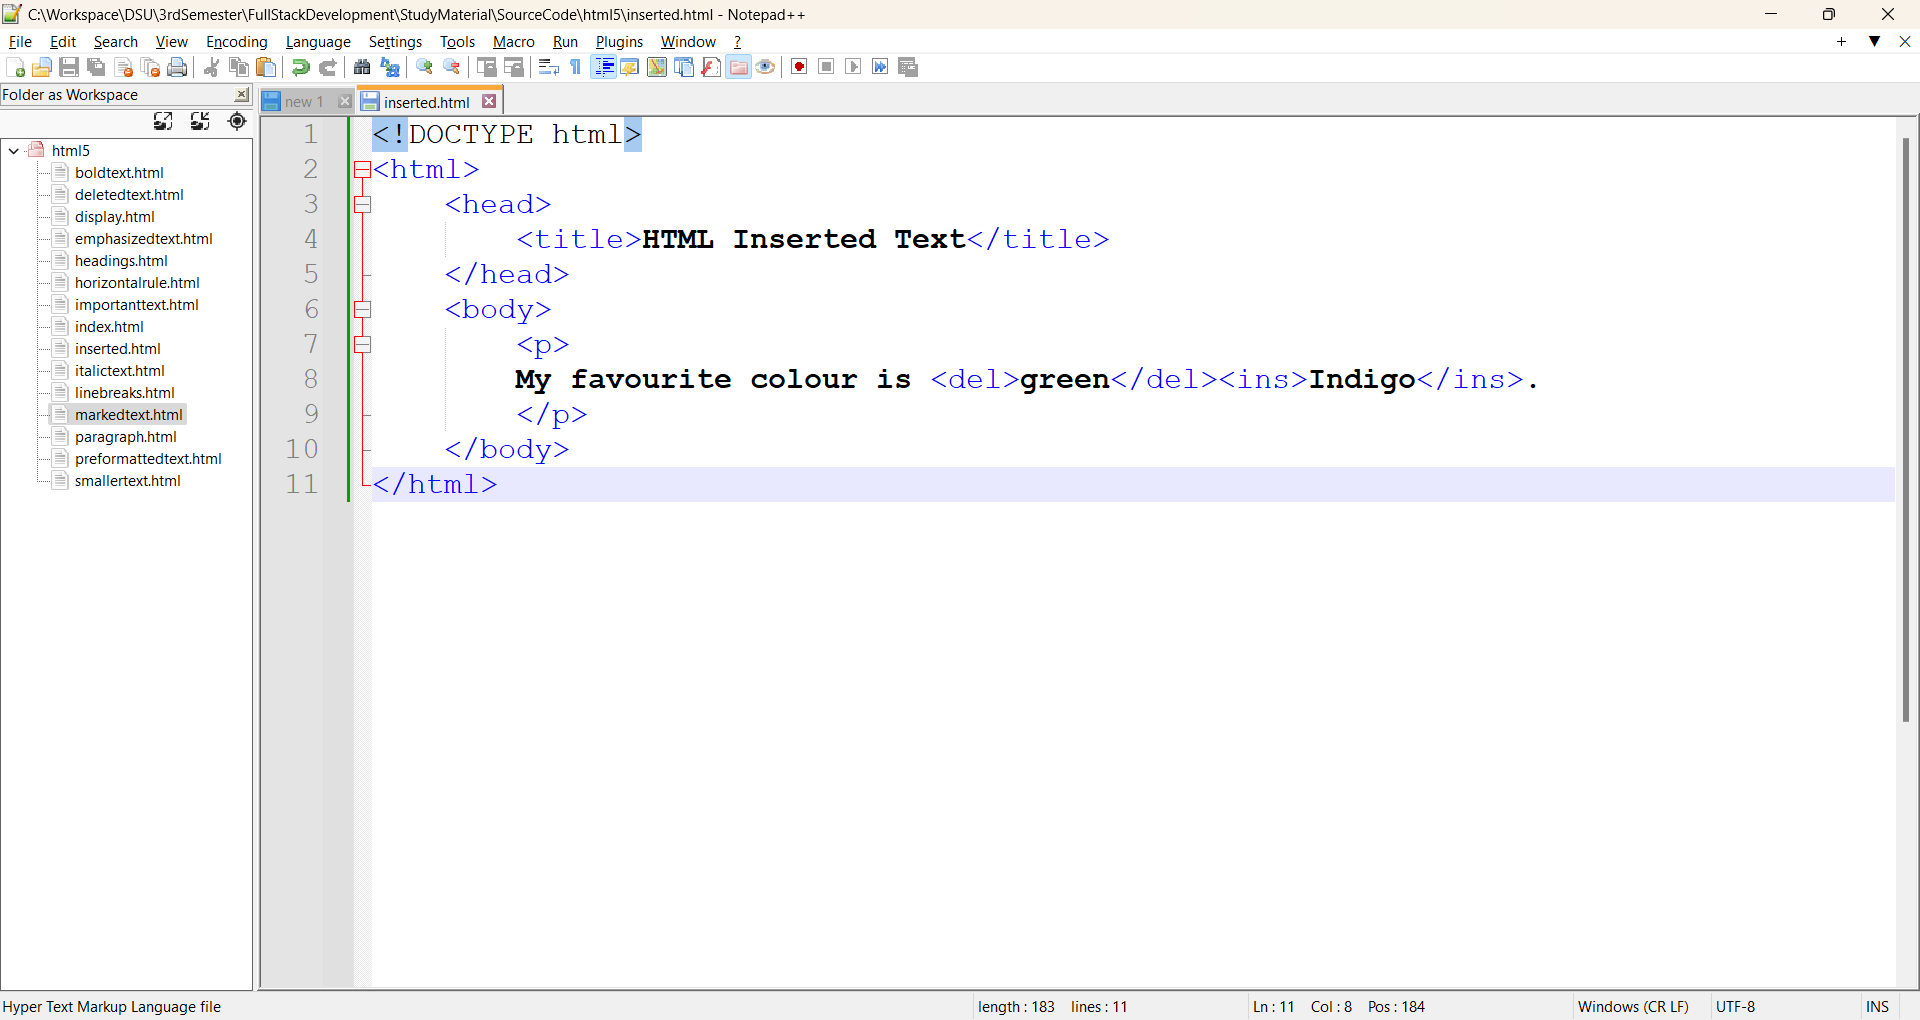 C:\Workspace\DSU\3rdSemester\FullStackDevelopment\StudyMaterial\SourceCode\html5\inserted.html - Notepad++
File Edit Search View Encoding Language Settings Tools Macro Run Plugins Window ?
Folder as Workspace
new 1 inserted.html
html5
boldtext.html
deletedtext.html
display.html
emphasizedtext.html
headings.html
horizontalrule.html
importanttext.html
index.html
inserted.html
italictext.html
linebreaks.html
markedtext.html
paragraph.html
preformattedtext.html
smallertext.html
1 <!DOCTYPE html>
2 <html>
3 <head>
4 <title>HTML Inserted Text</title>
5 </head>
6 <body>
7 <p>
8 My favourite colour is <del>green</del><ins>Indigo</ins>.
9 </p>
10 </body>
11 </html>
Hyper Text Markup Language file length : 183 lines : 11 Ln : 11 Col : 8 Pos : 184 Windows (CR LF) UTF-8 INS